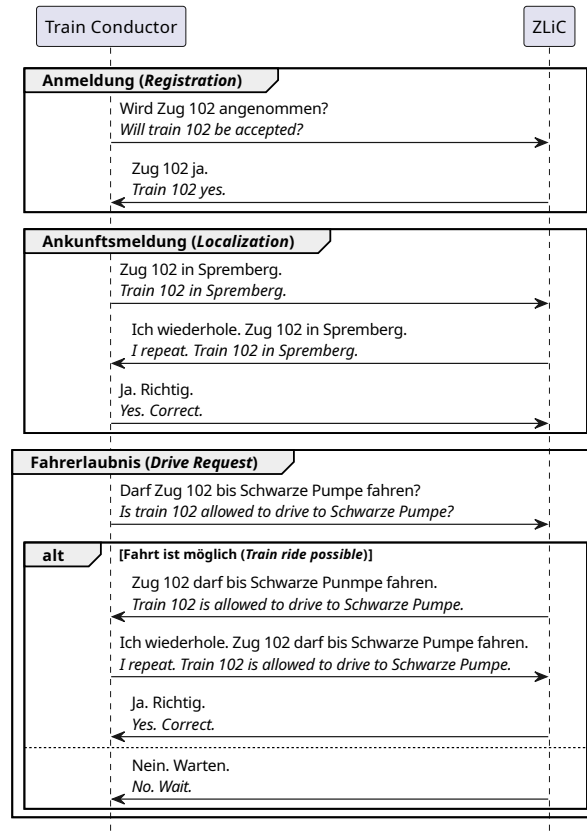 Train Conductor
ZLiC
Anmeldung (Registration)
Wird Zug 102 angenommen?
Will train 102 be accepted?
Zug 102 ja.
Train 102 yes.
Ankunftsmeldung (Localization)
Zug 102 in Spremberg.
Train 102 in Spremberg.
Ich wiederhole. Zug 102 in Spremberg.
I repeat. Train 102 in Spremberg.
Ja. Richtig.
Yes. Correct.
Fahrerlaubnis (Drive Request)
Darf Zug 102 bis Schwarze Pumpe fahren?
Is train 102 allowed to drive to Schwarze Pumpe?
alt
[Fahrt ist möglich (Train ride possible)]
Zug 102 darf bis Schwarze Punmpe fahren.
Train 102 is allowed to drive to Schwarze Pumpe.
Ich wiederhole. Zug 102 darf bis Schwarze Pumpe fahren.
I repeat. Train 102 is allowed to drive to Schwarze Pumpe.
Ja. Richtig.
Yes. Correct.
Nein. Warten.
No. Wait.